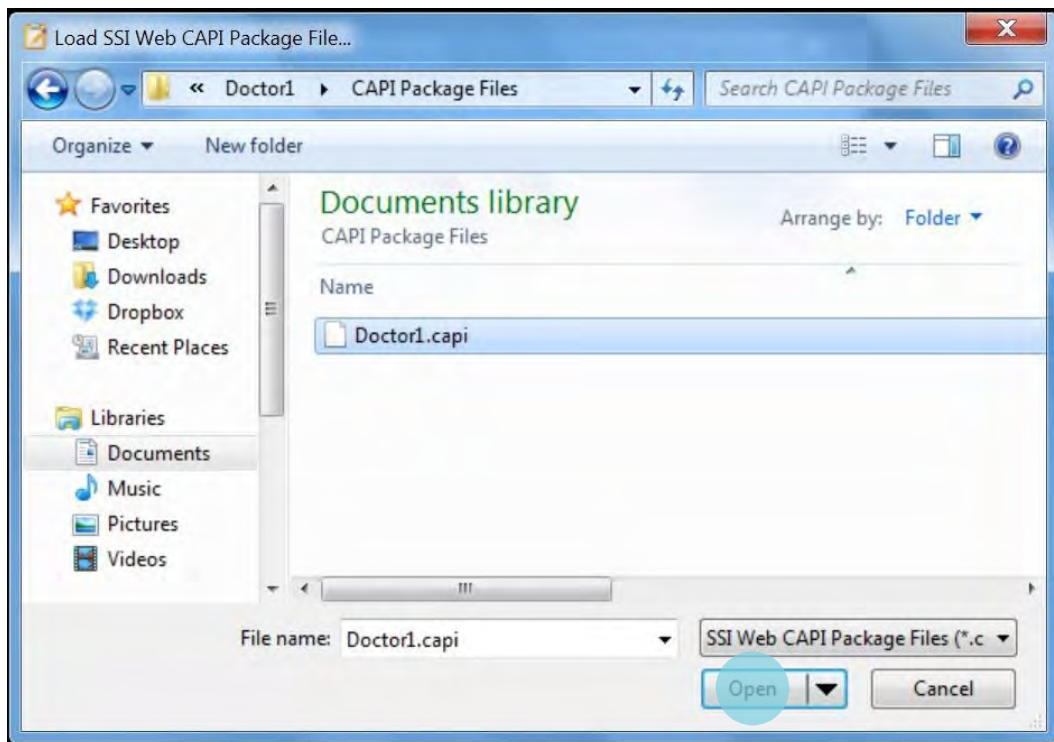 Load SSI Web CAPI Package File...
« Doctor1 ▸ CAPI Package Files
Search CAPI Package Files
Organize
New folder
Favorites
Desktop
Downloads
Dropbox
Recent Places
Libraries
Documents
Music
Pictures
Videos
Documents library
CAPI Package Files
Arrange by: Folder
Name
Doctor1.capi
File name: Doctor1.capi
SSI Web CAPI Package Files (*.c
Open
Cancel